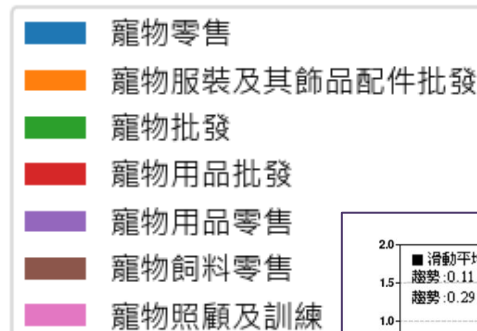 寵物零售
寵物服裝及其飾品配件批發
寵物批發
寵物用品批發
寵物用品零售
寵物飼料零售
寵物照顧及訓練
2.0
■ 滑動平均
趨勢:0.11
1.5
趨勢:0.29
1.0